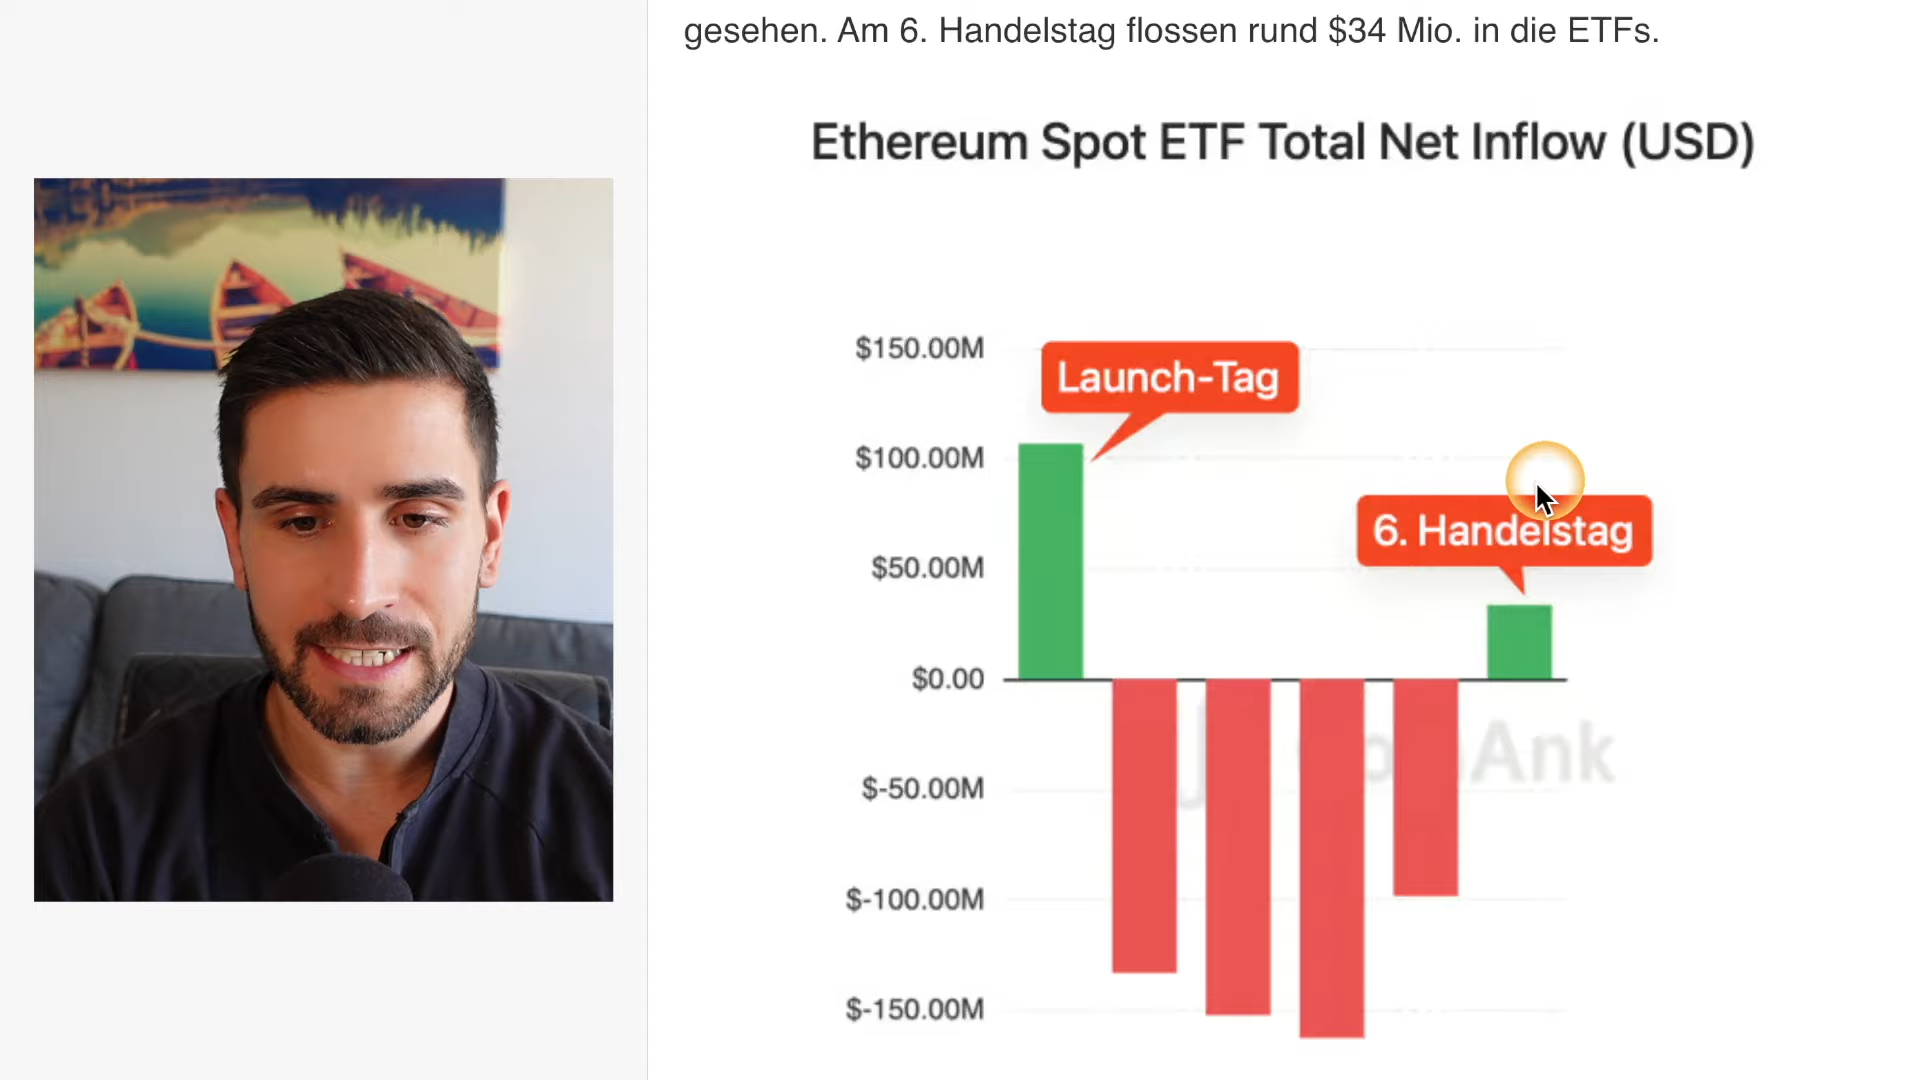 gesehen. Am 6. Handelstag flossen rund $34 Mio. in die ETFs.
Ethereum Spot ETF Total Net Inflow (USD)
$150.00M
Launch-Tag
$100.00M
6. Handelstag
$50.00M
$0.00
$-50.00M
$-100.00M
$-150.00M